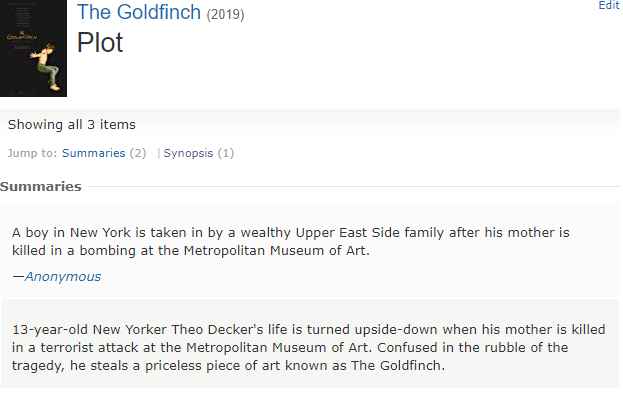 The Goldfinch (2019)
Edit
Plot
GOLDFINCH
Showing all 3 items
Jump to: Summaries (2) | Synopsis (1)
Summaries
A boy in New York is taken in by a wealthy Upper East Side family after his mother is
killed in a bombing at the Metropolitan Museum of Art.
—Anonymous
13-year-old New Yorker Theo Decker's life is turned upside-down when his mother is killed
in a terrorist attack at the Metropolitan Museum of Art. Confused in the rubble of the
tragedy, he steals a priceless piece of art known as The Goldfinch.